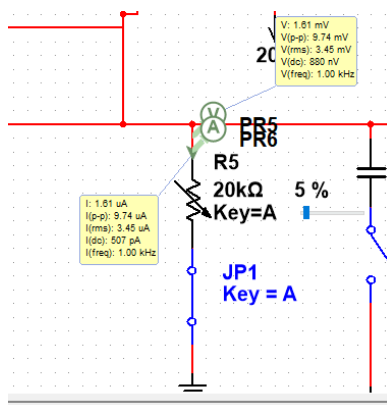 V: 1.61 mV
V(p-p): 9.74 mV
V(rms): 3.45 mV
V(dc): 880 nV
V(freq): 1.00 kHz
20
V
A
PR5
PR6
R5
20kΩ
5 %
Key=A
I: 1.61 uA
I(p-p): 9.74 uA
I(rms): 3.45 uA
I(dc): 507 pA
I(freq): 1.00 kHz
JP1
Key = A